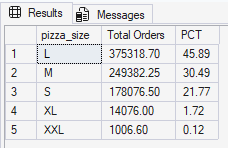 Results Messages
pizza_size Total Orders PCT
1 L 375318.70 45.89
2 M 249382.25 30.49
3 S 178076.50 21.77
4 XL 14076.00 1.72
5 XXL 1006.60 0.12